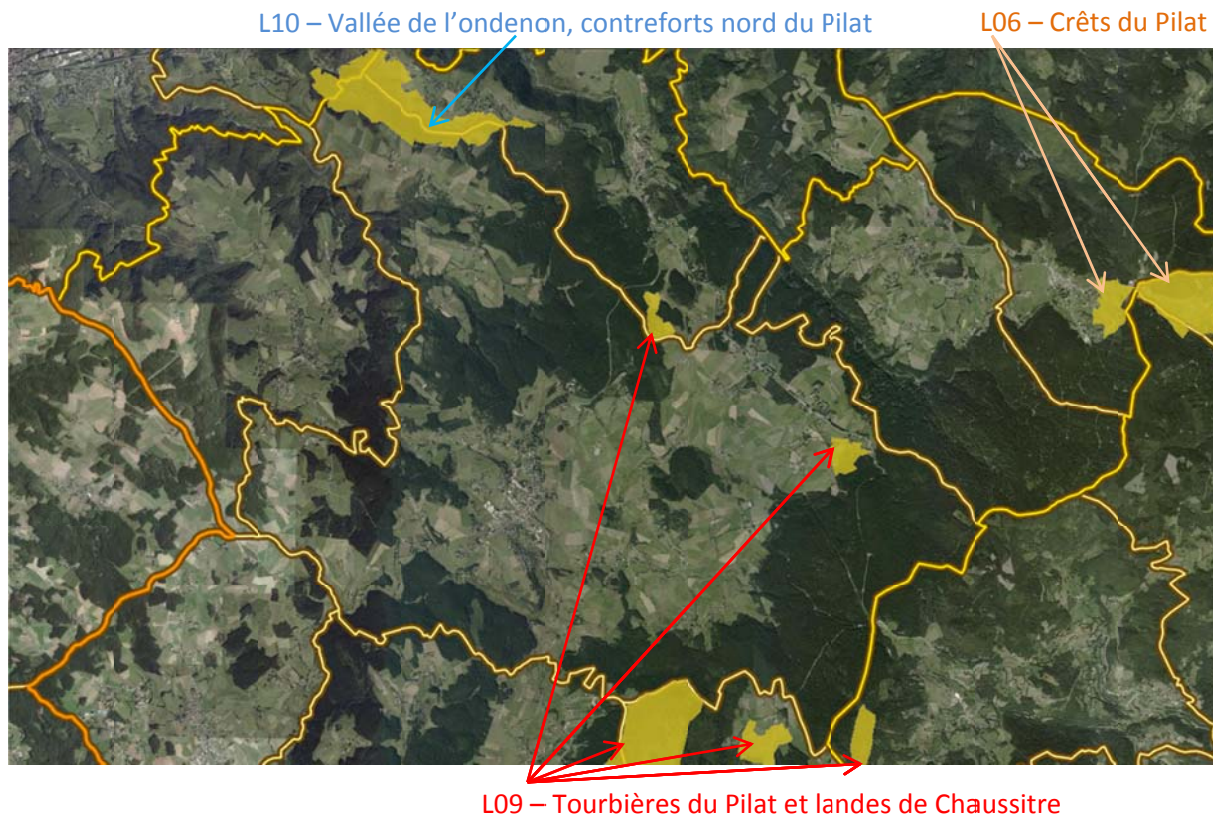 L10 – Vallée de l'ondenon, contreforts nord du Pilat
L06 – Crêts du Pilat
L09 – Tourbières du Pilat et landes de Chaussitre